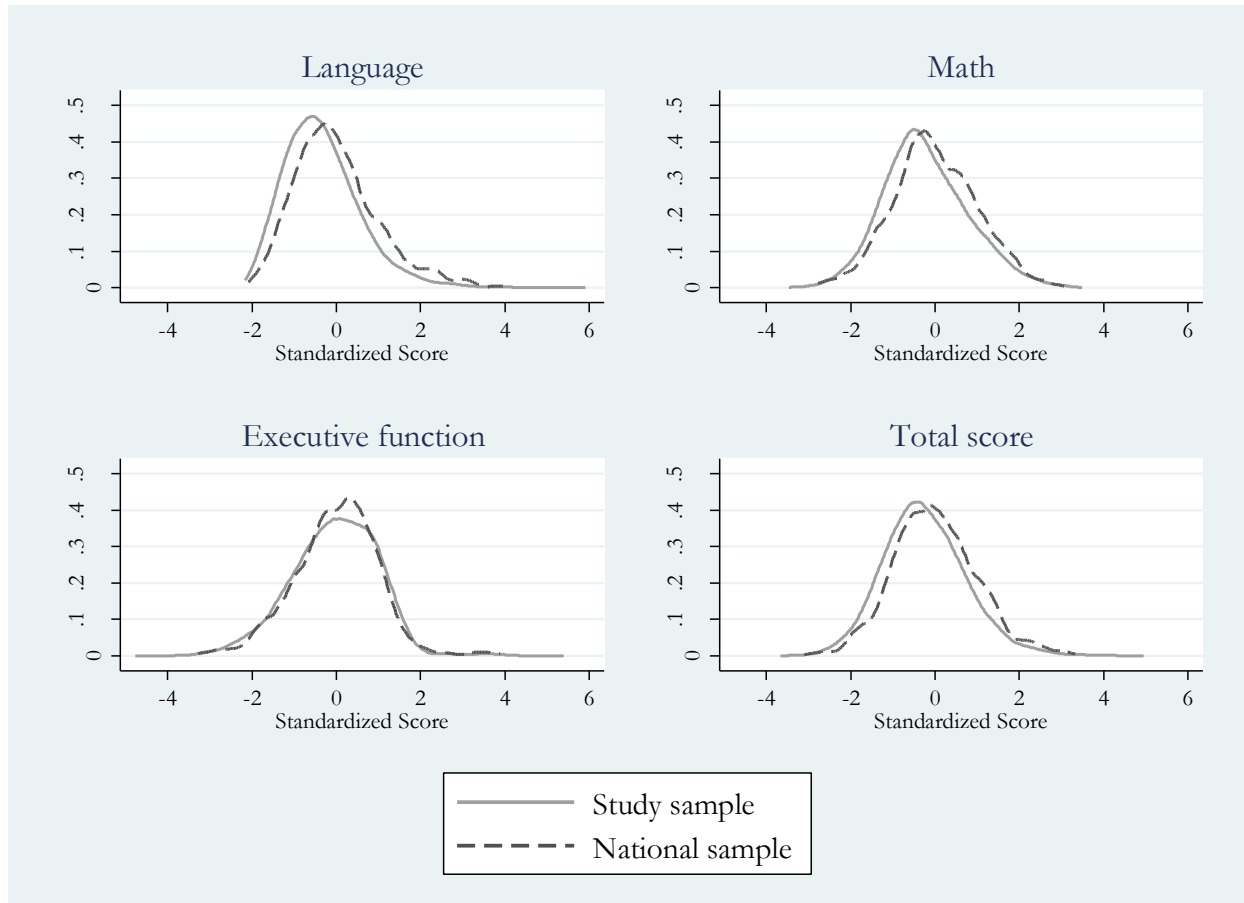 Language
.5
.4
.3
.2
.1
0
-4 -2 0 2 4 6
Standardized Score
Math
.5
.4
.3
.2
.1
0
-4 -2 0 2 4 6
Standardized Score
Executive function
.5
.4
.3
.2
.1
0
-4 -2 0 2 4 6
Standardized Score
Total score
.5
.4
.3
.2
.1
0
-4 -2 0 2 4 6
Standardized Score
Study sample
National sample